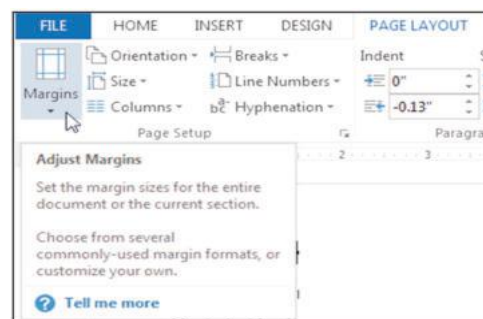 FILE HOME INSERT DESIGN PAGE LAYOUT
Orientation Breaks Indent S
Size Line Numbers 0"
Margins
Columns Hyphenation -0.13"
Page Setup Paragra
2 3
Adjust Margins
Set the margin sizes for the entire
document or the current section.
Choose from several
commonly-used margin formats, or
customize your own.
Tell me more